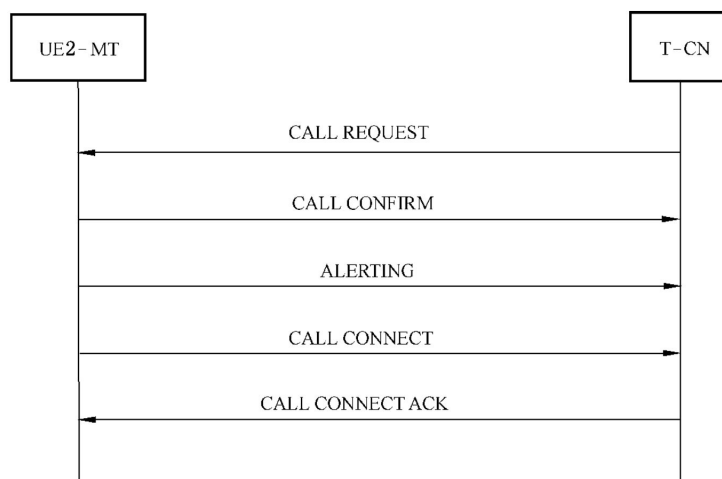 UE2-MT
T-CN
CALL REQUEST
CALL CONFIRM
ALERTING
CALL CONNECT
CALL CONNECT ACK